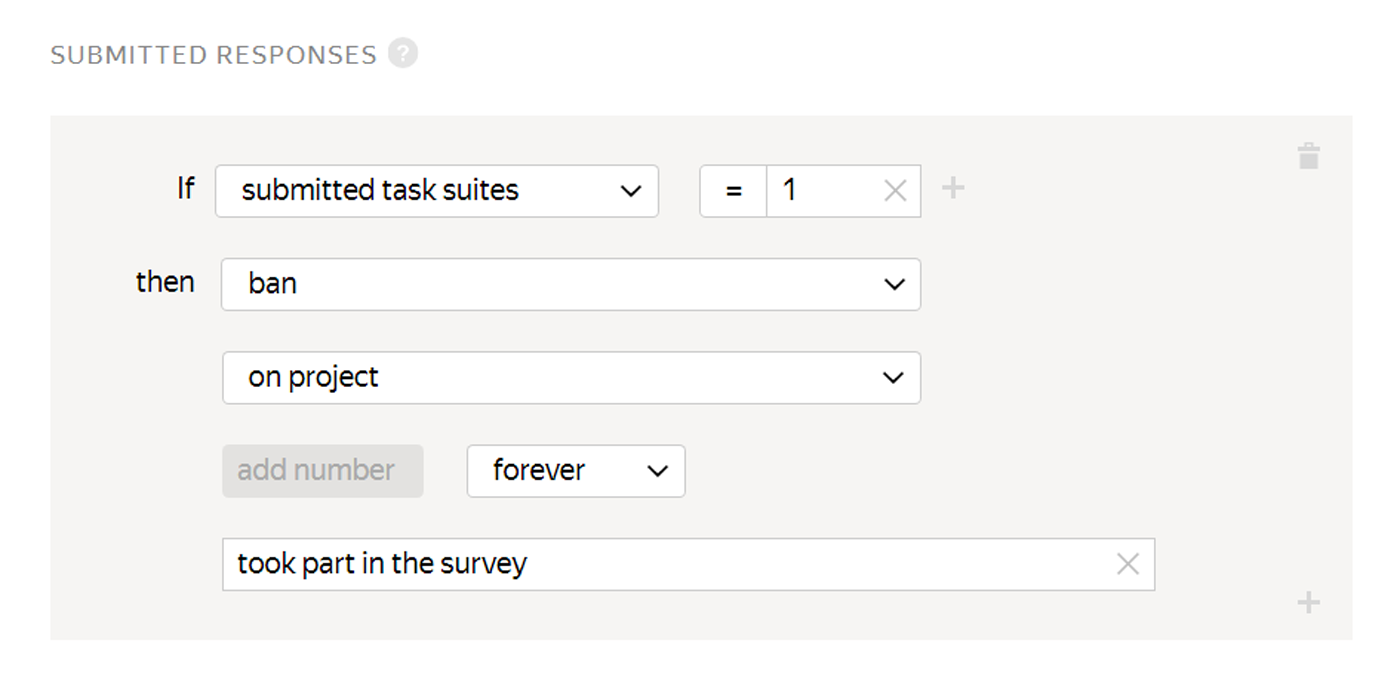 SUBMITTED RESPONSES ?
If submitted task suites = 1
then ban
on project
add number forever
took part in the survey